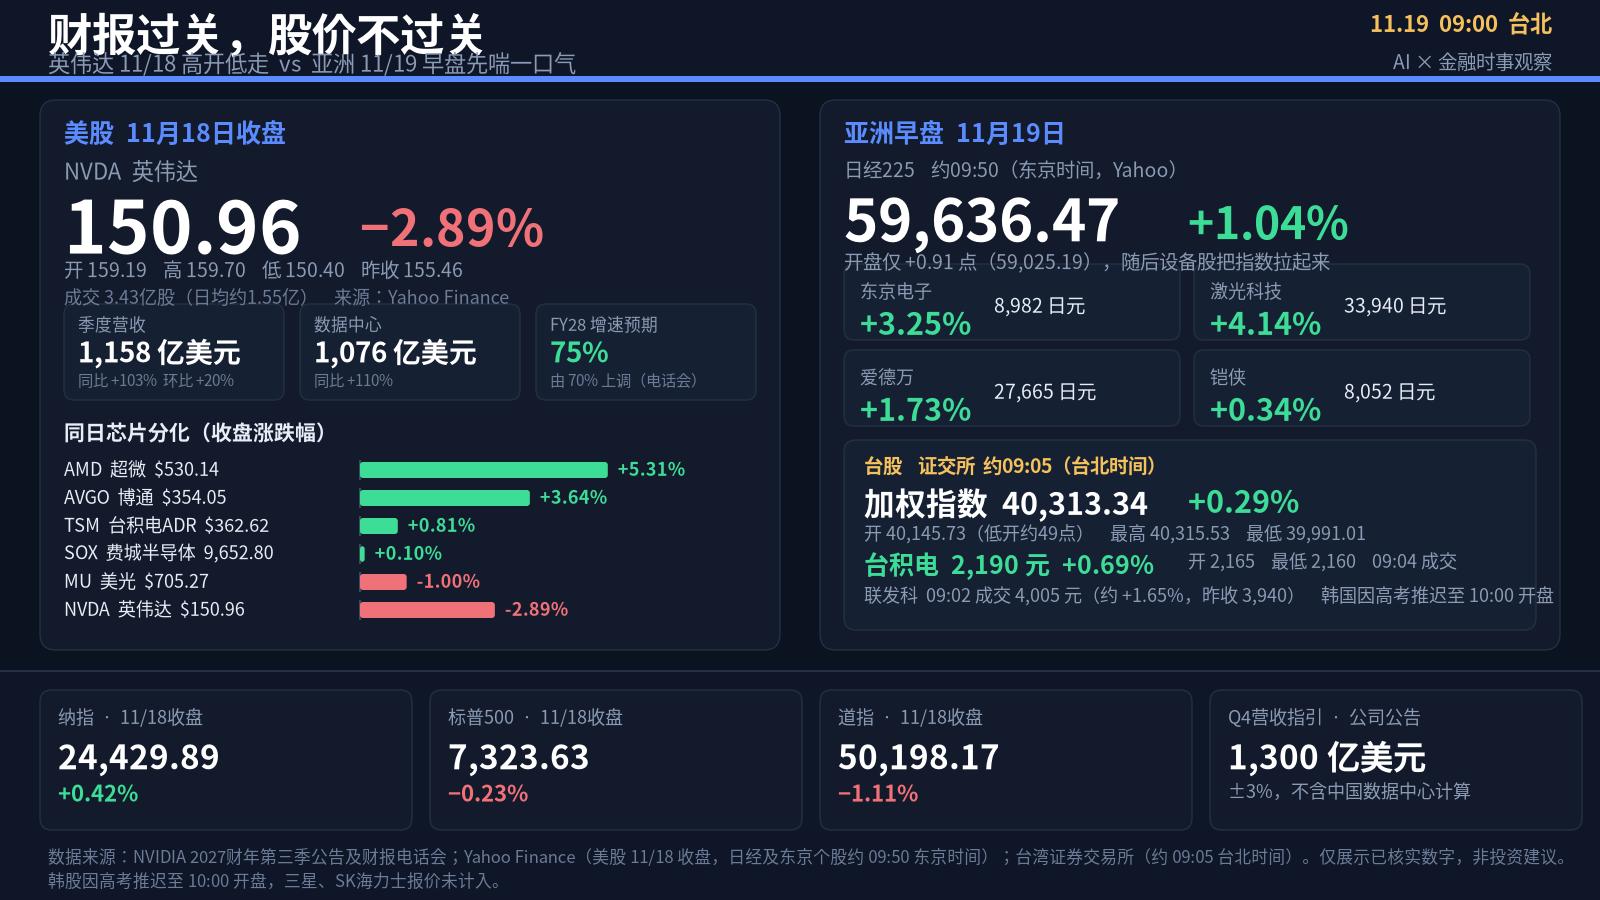 财报过关，股价不过关
英伟达 11/18 高开低走 vs 亚洲 11/19 早盘先喘一口气
11.19 09:00 台北
AI × 金融时事观察
美股 11月18日收盘
NVDA 英伟达
150.96 −2.89%
开 159.19 高 159.70 低 150.40 昨收 155.46
成交 3.43亿股（日均约1.55亿） 来源：Yahoo Finance
季度营收
1,158 亿美元
同比 +103% 环比 +20%
数据中心
1,076 亿美元
同比 +110%
FY28 增速预期
75%
由 70% 上调（电话会）
同日芯片分化（收盘涨跌幅）
AMD 超微 $530.14 +5.31%
AVGO 博通 $354.05 +3.64%
TSM 台积电ADR $362.62 +0.81%
SOX 费城半导体 9,652.80 +0.10%
MU 美光 $705.27 -1.00%
NVDA 英伟达 $150.96 -2.89%
亚洲早盘 11月19日
日经225 约09:50（东京时间，Yahoo）
59,636.47 +1.04%
开盘仅 +0.91 点（59,025.19），随后设备股把指数拉起来
东京电子
+3.25% 8,982 日元
激光科技
+4.14% 33,940 日元
爱德万
+1.73% 27,665 日元
铠侠
+0.34% 8,052 日元
台股 证交所 约09:05（台北时间）
加权指数 40,313.34 +0.29%
开 40,145.73（低开约49点） 最高 40,315.53 最低 39,991.01
台积电 2,190 元 +0.69% 开 2,165 最低 2,160 09:04 成交
联发科 09:02 成交 4,005 元（约 +1.65%，昨收 3,940） 韩国因高考推迟至 10:00 开盘
纳指 · 11/18收盘
24,429.89
+0.42%
标普500 · 11/18收盘
7,323.63
−0.23%
道指 · 11/18收盘
50,198.17
−1.11%
Q4营收指引 · 公司公告
1,300 亿美元
±3%，不含中国数据中心计算
数据来源：NVIDIA 2027财年第三季公告及财报电话会；Yahoo Finance（美股 11/18 收盘，日经及东京个股约 09:50 东京时间）；台湾证券交易所（约 09:05 台北时间）。仅展示已核实数字，非投资建议。
韩股因高考推迟至 10:00 开盘，三星、SK海力士报价未计入。